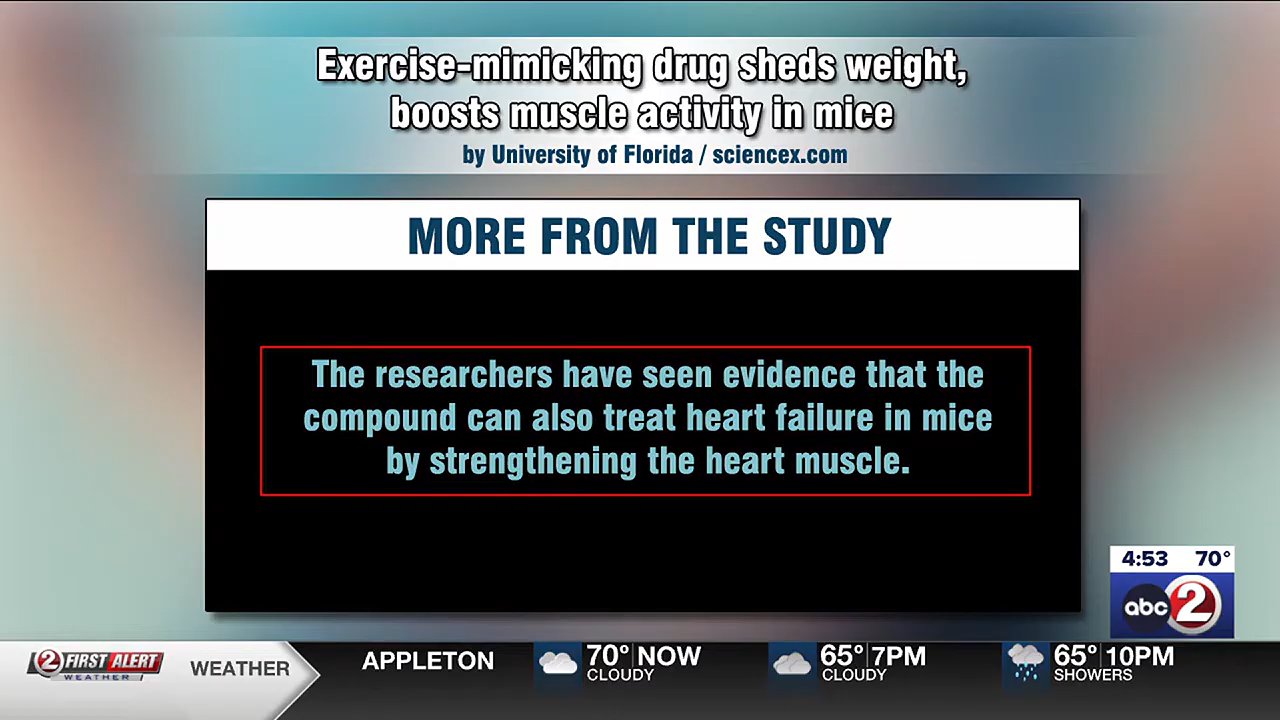 Exercise-mimicking drug sheds weight,
boosts muscle activity in mice
by University of Florida / sciencex.com
MORE FROM THE STUDY
The researchers have seen evidence that the
compound can also treat heart failure in mice
by strengthening the heart muscle.
4:53 70°
abc 2
2 FIRST ALERT
WEATHER
WEATHER
APPLETON
70° NOW
CLOUDY
65° 7PM
CLOUDY
65° 10PM
SHOWERS